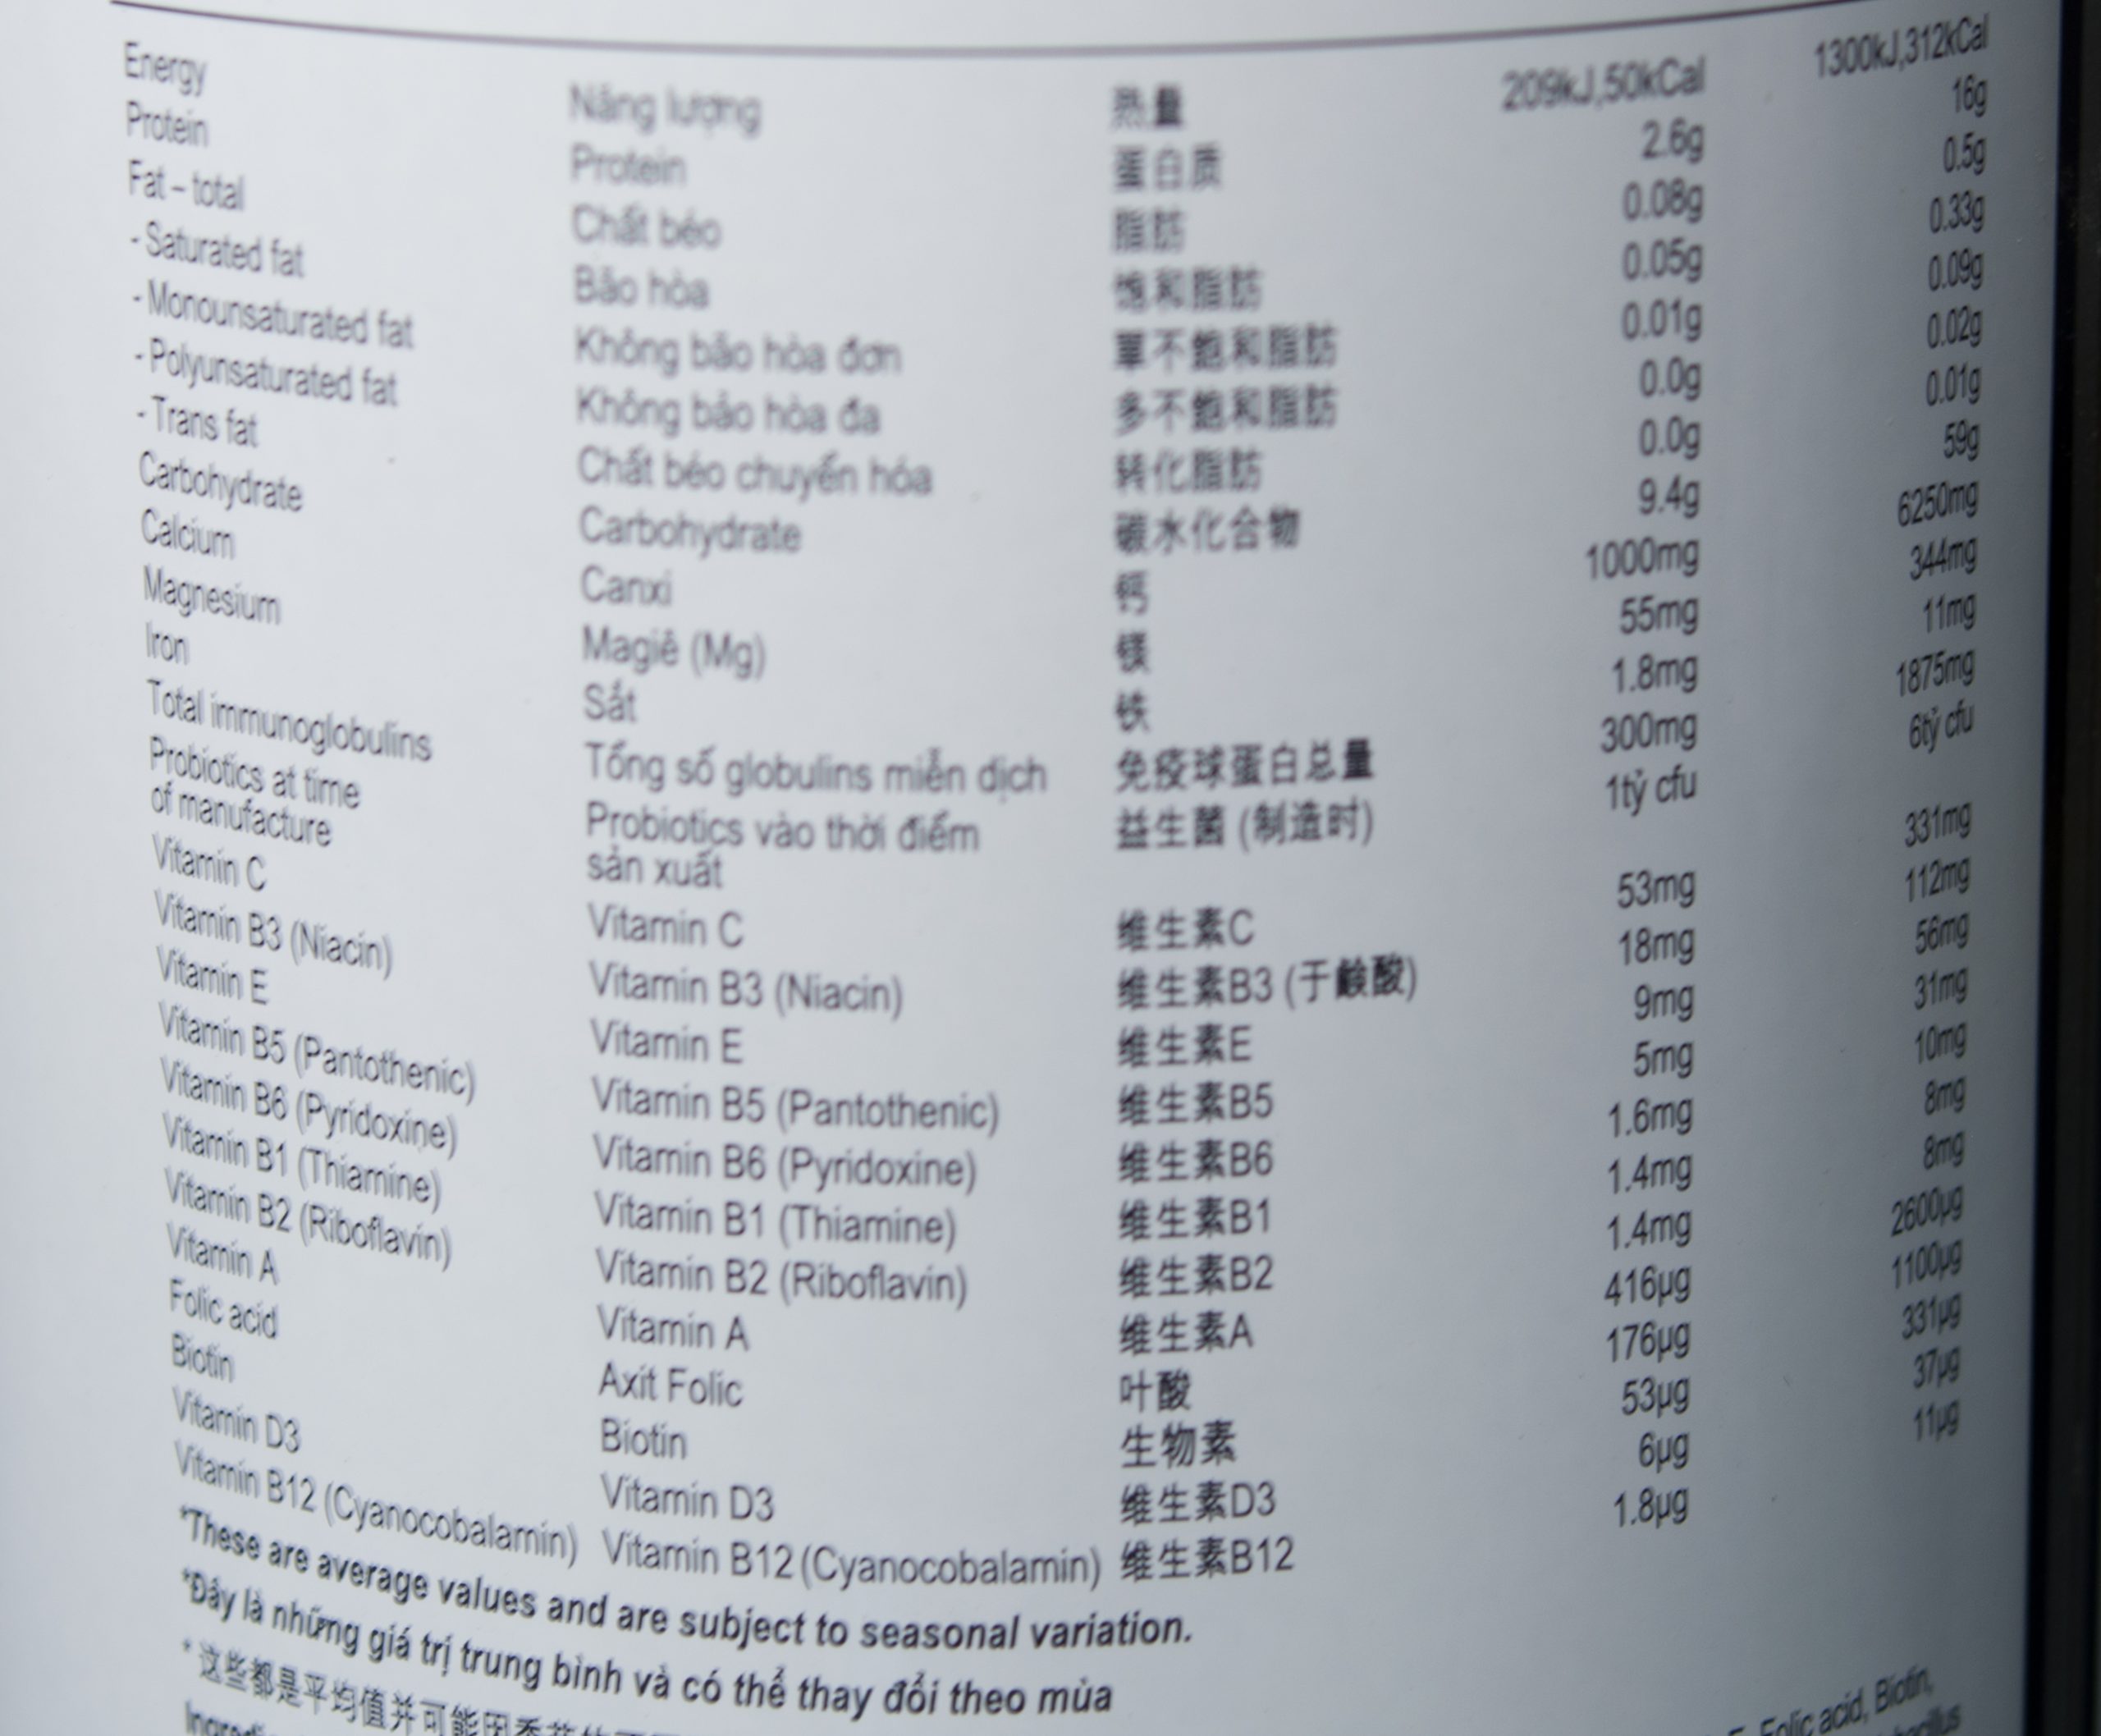 Energy Năng lượng 热量 209kJ,50kCal 1300kJ,312kCal
Protein Protein 蛋白质 2.6g 16g
Fat – total Chất béo 脂肪 0.08g 0.5g
- Saturated fat Bão hòa 饱和脂肪 0.05g 0.33g
- Monounsaturated fat Không bão hòa đơn 單不飽和脂肪 0.01g 0.09g
- Polyunsaturated fat Không bão hòa đa 多不飽和脂肪 0.0g 0.02g
- Trans fat Chất béo chuyển hóa 转化脂肪 0.0g 0.01g
Carbohydrate Carbohydrate 碳水化合物 9.4g 59g
Calcium Canxi 钙 1000mg 6250mg
Magnesium Magiê (Mg) 镁 55mg 344mg
Iron Sắt 铁 1.8mg 11mg
Total immunoglobulins Tổng số globulins miễn dịch 免疫球蛋白总量 300mg 1875mg
Probiotics at time Probiotics vào thời điểm 益生菌 (制造时) 1tỷ cfu 6tỷ cfu
of manufacture sản xuất
Vitamin C Vitamin C 维生素C 53mg 331mg
Vitamin B3 (Niacin) Vitamin B3 (Niacin) 维生素B3 18mg 112mg
Vitamin E Vitamin E 维生素E 9mg 56mg
Vitamin B5 (Pantothenic) Vitamin B5 (Pantothenic) 维生素B5 5mg 31mg
Vitamin B6 (Pyridoxine) Vitamin B6 (Pyridoxine) 维生素B6 1.6mg 10mg
Vitamin B1 (Thiamine) Vitamin B1 (Thiamine) 维生素B1 1.4mg 8mg
Vitamin B2 (Riboflavin) Vitamin B2 (Riboflavin) 维生素B2 1.4mg 8mg
Vitamin A Vitamin A 维生素A 416µg 2600µg
Folic acid Axit Folic 叶酸 176µg 1100µg
Biotin Biotin 生物素 53µg 331µg
Vitamin D3 Vitamin D3 维生素D3 6µg 37µg
Vitamin B12 (Cyanocobalamin) Vitamin B12 (Cyanocobalamin) 维生素B12 1.8µg 11µg
*These are average values and are subject to seasonal variation.
*Đây là những giá trị trung bình và có thể thay đổi theo mùa
* 这些都是平均值并可能因季
E, Folic acid, Biotin,